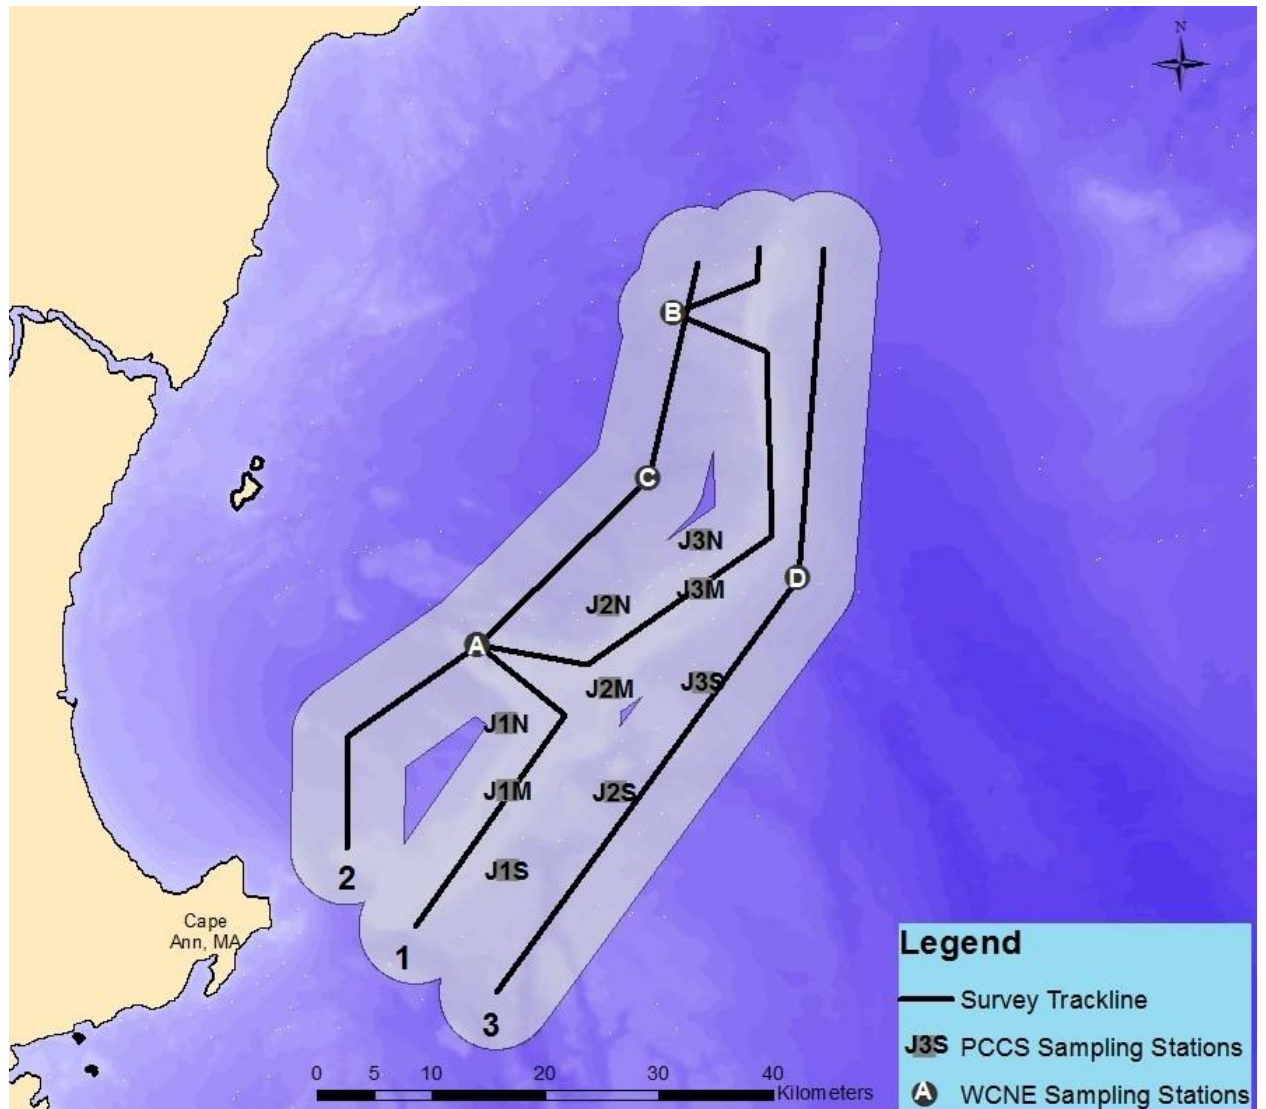 N
B
C
J3N
D
J3M
J2N
A
J3S
J2M
J1N
J1M
J2S
J1S
2
Cape
Ann, MA
1
3
Legend
Survey Trackline
J3S PCCS Sampling Stations
A WCNE Sampling Stations
0 5 10 20 30 40
Kilometers